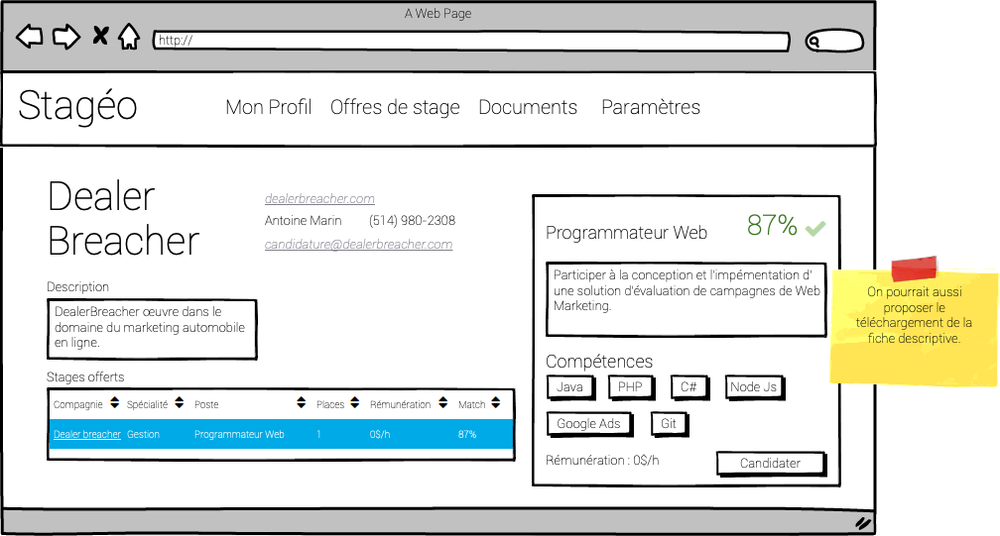 A Web Page
http://
Stagéo
Mon Profil Offres de stage Documents Paramètres
Dealer
Breacher
dealerbreacher.com
Antoine Marin (514) 980-2308
candidature@dealerbreacher.com
Description
DealerBreacher œuvre dans le
domaine du marketing automobile
en ligne.
Stages offerts
Compagnie Spécialité Poste Places Rémunération Match
Dealer breacher Gestion Programmateur Web 1 0$/h 87%
Programmateur Web 87%
Participer à la conception et l'impémentation d'
une solution d'évaluation de campagnes de Web
Marketing.
Compétences
Java PHP C# Node Js
Google Ads Git
Rémunération : 0$/h Candidater
On pourrait aussi
proposer le
téléchargement de la
fiche descriptive.